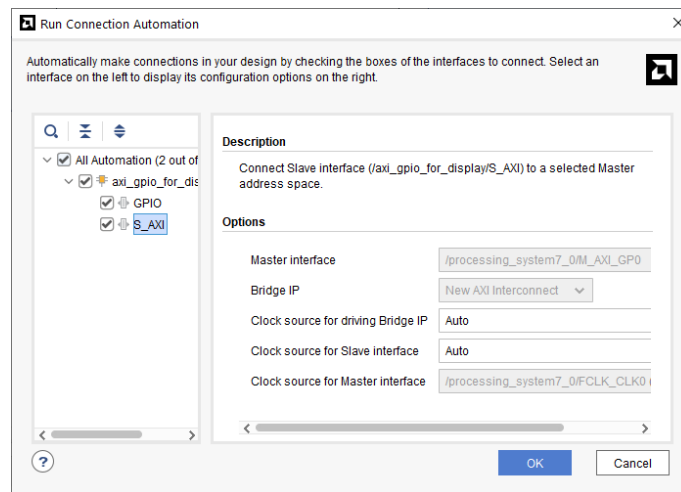 Run Connection Automation
Automatically make connections in your design by checking the boxes of the interfaces to connect. Select an
interface on the left to display its configuration options on the right.
All Automation (2 out of
axi_gpio_for_dis
GPIO
S_AXI
Description
Connect Slave interface (/axi_gpio_for_display/S_AXI) to a selected Master
address space.
Options
Master interface /processing_system7_0/M_AXI_GP0
Bridge IP New AXI Interconnect
Clock source for driving Bridge IP Auto
Clock source for Slave interface Auto
Clock source for Master interface /processing_system7_0/FCLK_CLK0 (
? OK Cancel